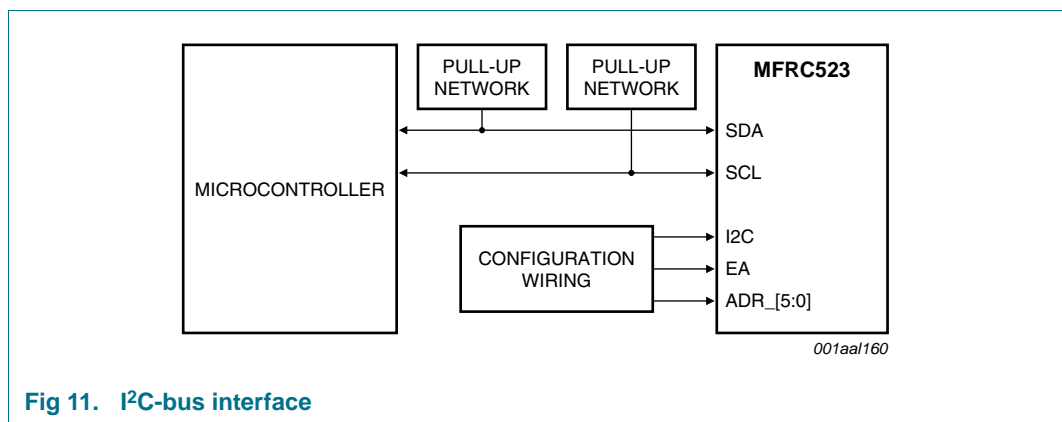 PULL-UP
NETWORK
PULL-UP
NETWORK
MFRC523
SDA
SCL
MICROCONTROLLER
I2C
CONFIGURATION
WIRING
EA
ADR_[5:0]
001aal160
Fig 11. I²C-bus interface